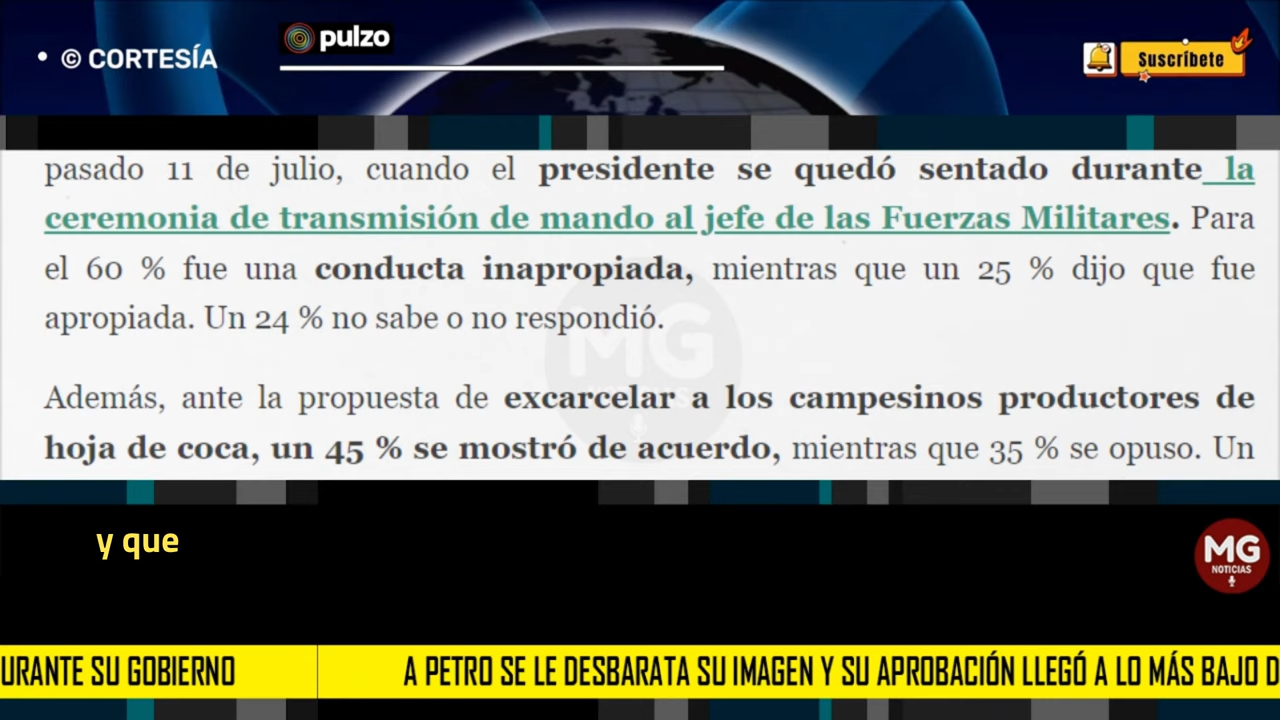 • © CORTESÍA
pulzo
Suscríbete
pasado 11 de julio, cuando el presidente se quedó sentado durante la
ceremonia de transmisión de mando al jefe de las Fuerzas Militares. Para
el 60 % fue una conducta inapropiada, mientras que un 25 % dijo que fue
apropiada. Un 24 % no sabe o no respondió.
Además, ante la propuesta de excarcelar a los campesinos productores de
hoja de coca, un 45 % se mostró de acuerdo, mientras que 35 % se opuso. Un
y que
MG
NOTICIAS
URANTE SU GOBIERNO
A PETRO SE LE DESBARATA SU IMAGEN Y SU APROBACIÓN LLEGÓ A LO MÁS BAJO D